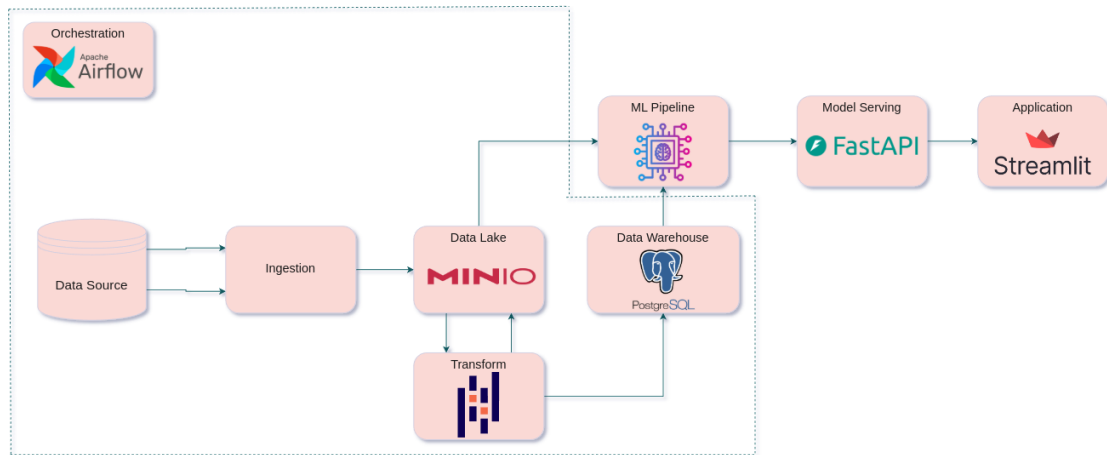 Orchestration
Apache
Airflow
ML Pipeline
Model Serving
FastAPI
Application
Streamlit
Data Source
Ingestion
Data Lake
MINIO
Data Warehouse
PostgreSQL
Transform